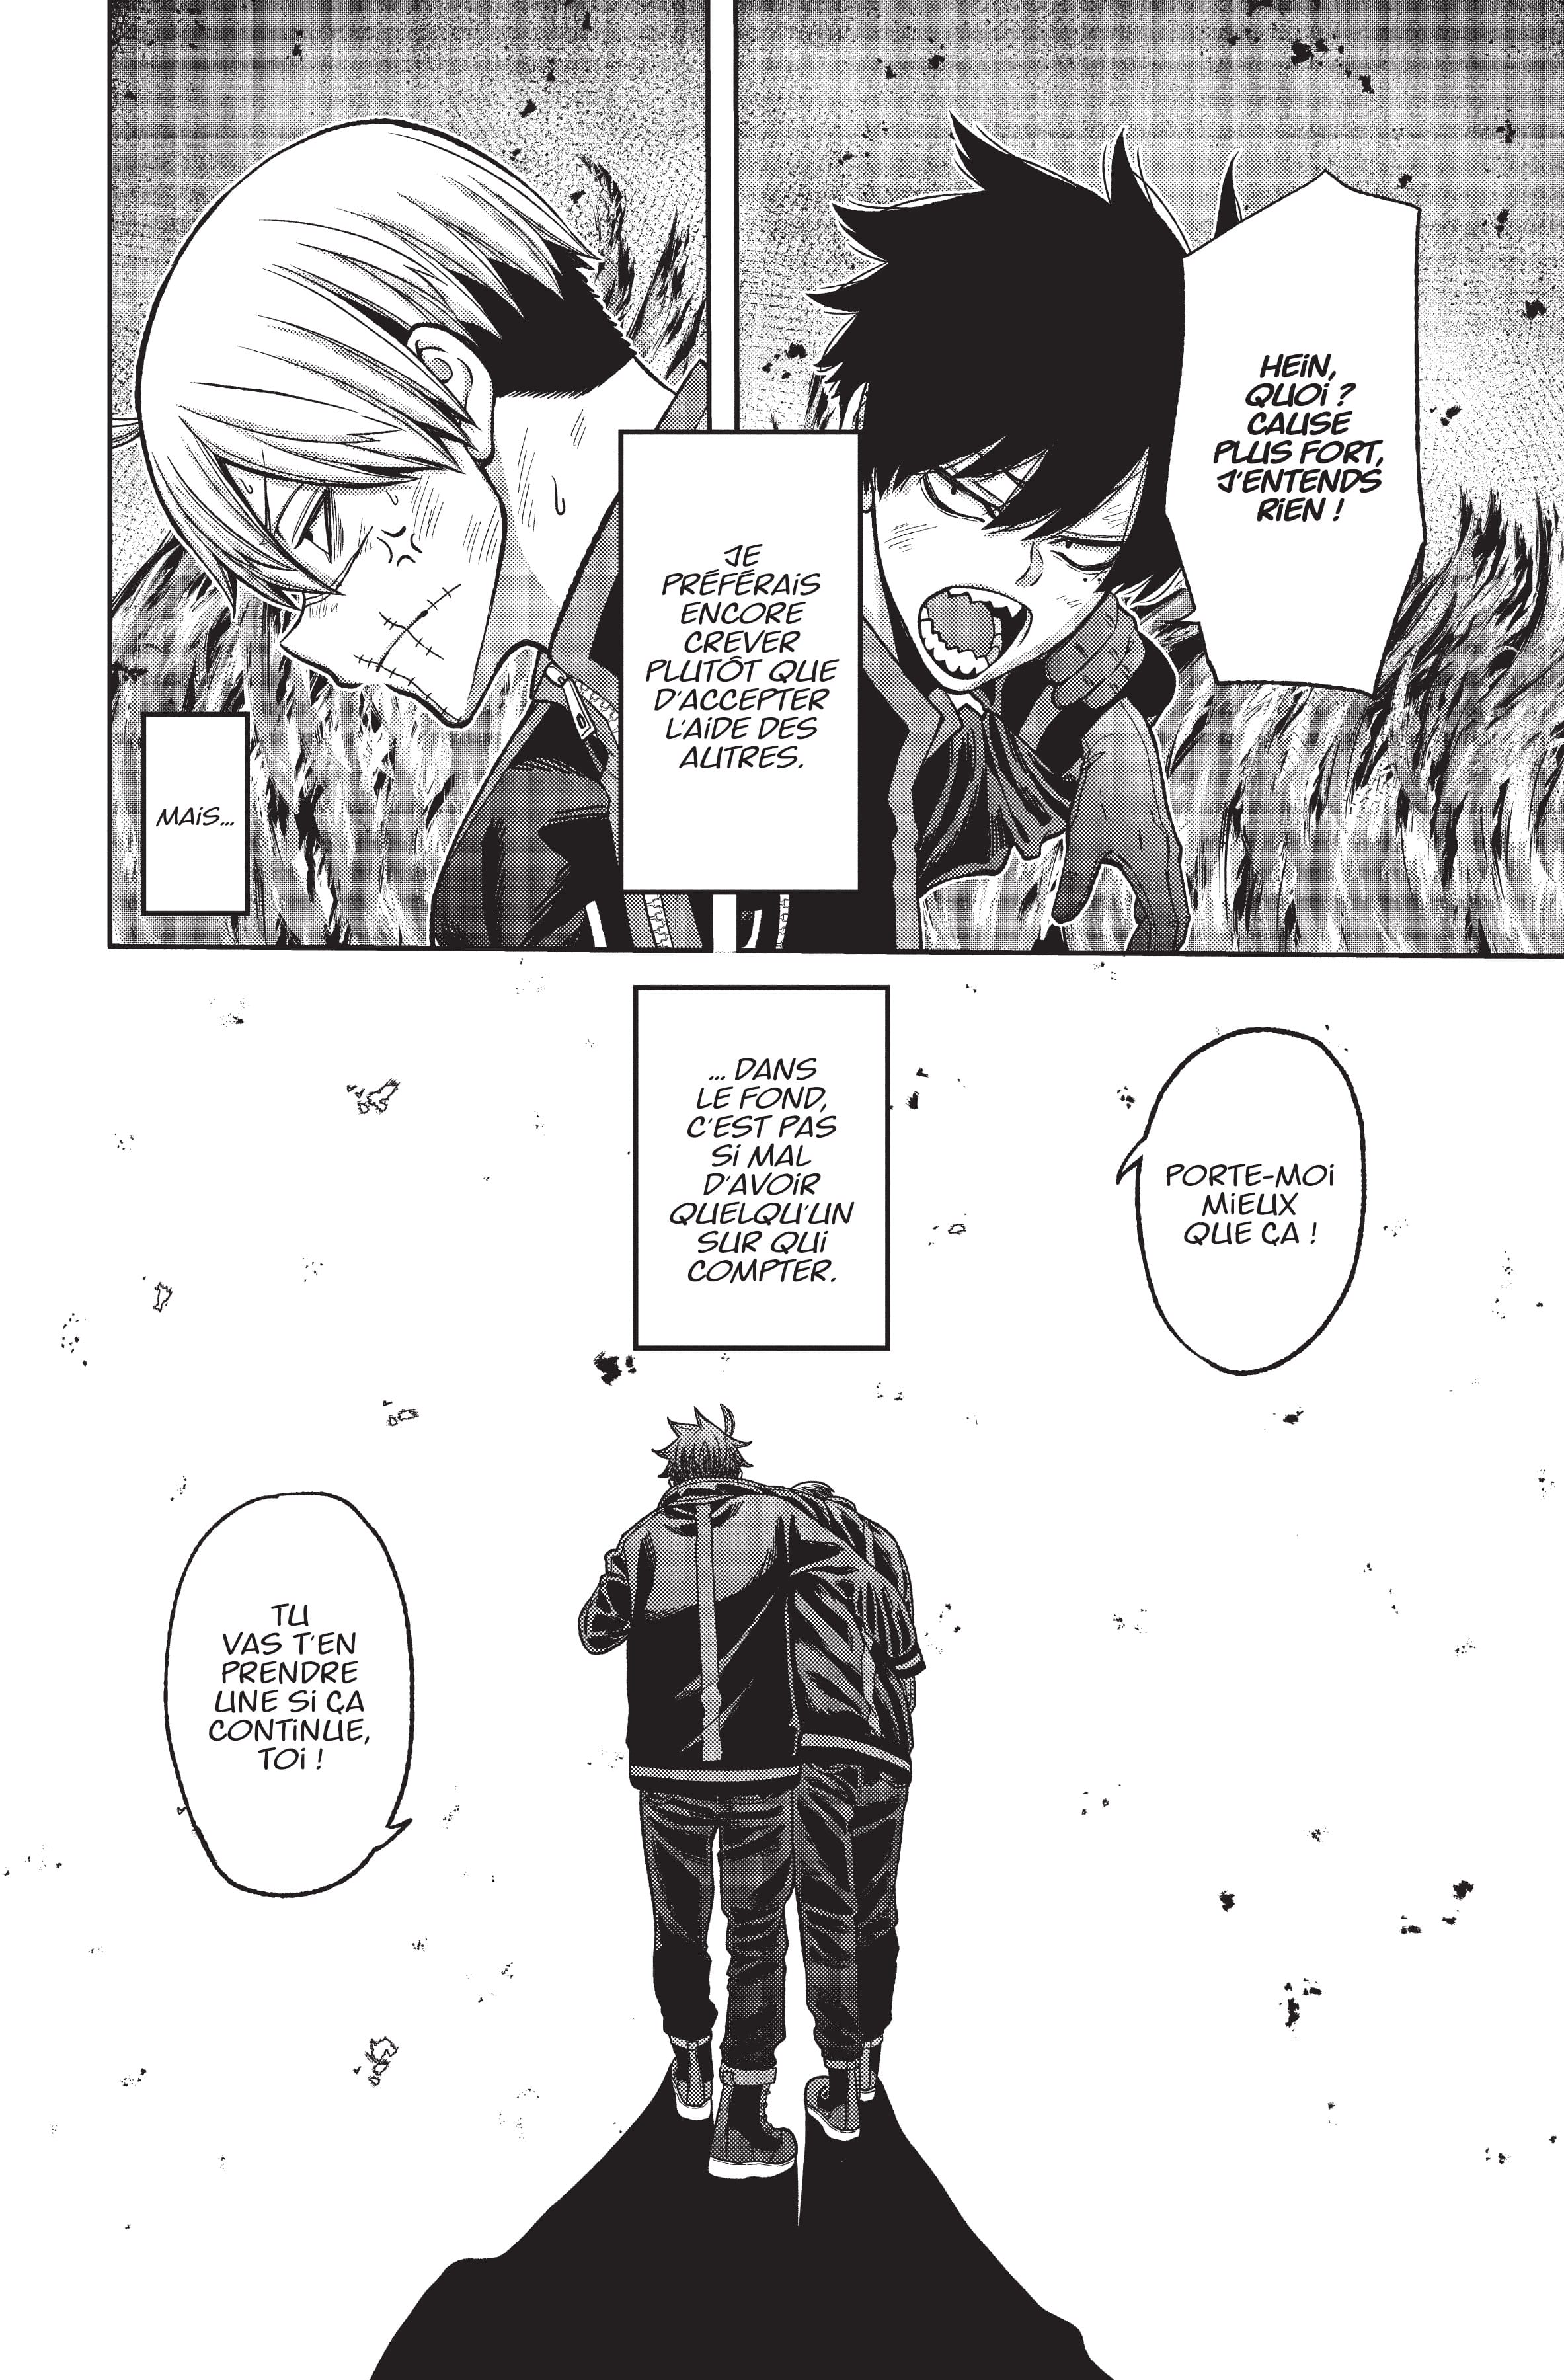 HEIN,
QUOI ?
CAUSE
PLUS FORT,
J'ENTENDS
RIEN !
JE
PRÉFÉRAIS
ENCORE
CREVER
PLUTÔT QUE
D'ACCEPTER
L'AIDE DES
AUTRES.
MAIS...
PORTE-MOI
MIEUX
QUE ÇA !
... DANS
LE FOND,
C'EST PAS
SI MAL
D'AVOIR
QUELQU'UN
SUR QUI
COMPTER.
TU
VAS T'EN
PRENDRE
UNE SI ÇA
CONTINUE,
TOI !